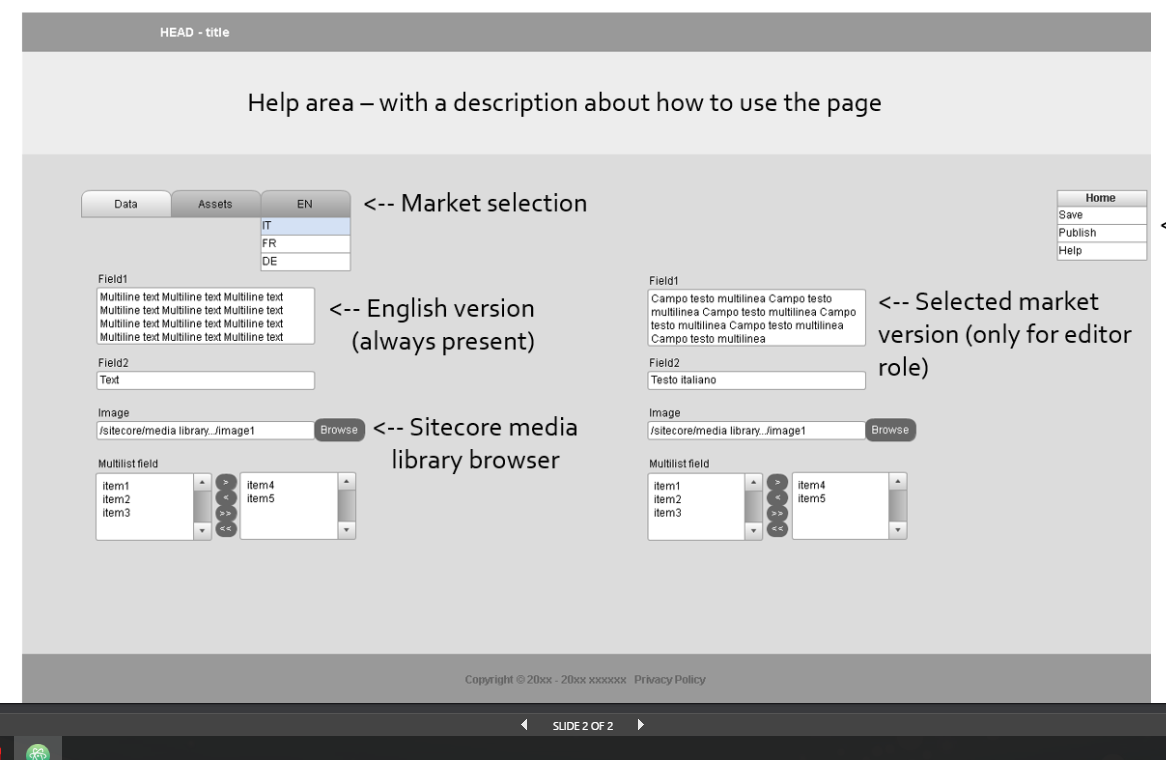 HEAD - title
Help area – with a description about how to use the page
Data
Assets
EN
<-- Market selection
IT
FR
DE
Home
Save
Publish
Help
<
Field1
Multiline text Multiline text Multiline text
Multiline text Multiline text Multiline text
Multiline text Multiline text Multiline text
Multiline text Multiline text Multiline text
<-- English version
(always present)
Field2
Text
Image
/sitecore/media library.../image1
Browse
<-- Sitecore media
library browser
Multilist field
item1
item2
item3
>
<
>>
<<
item4
item5
Field1
Campo testo multilinea Campo testo
multilinea Campo testo multilinea Campo
testo multilinea Campo testo multilinea
Campo testo multilinea
<-- Selected market
version (only for editor
role)
Field2
Testo italiano
Image
/sitecore/media library.../image1
Browse
Multilist field
item1
item2
item3
>
<
>>
<<
item4
item5
Copyright © 20xx - 20xx xxxxxx Privacy Policy
SLIDE 2 OF 2